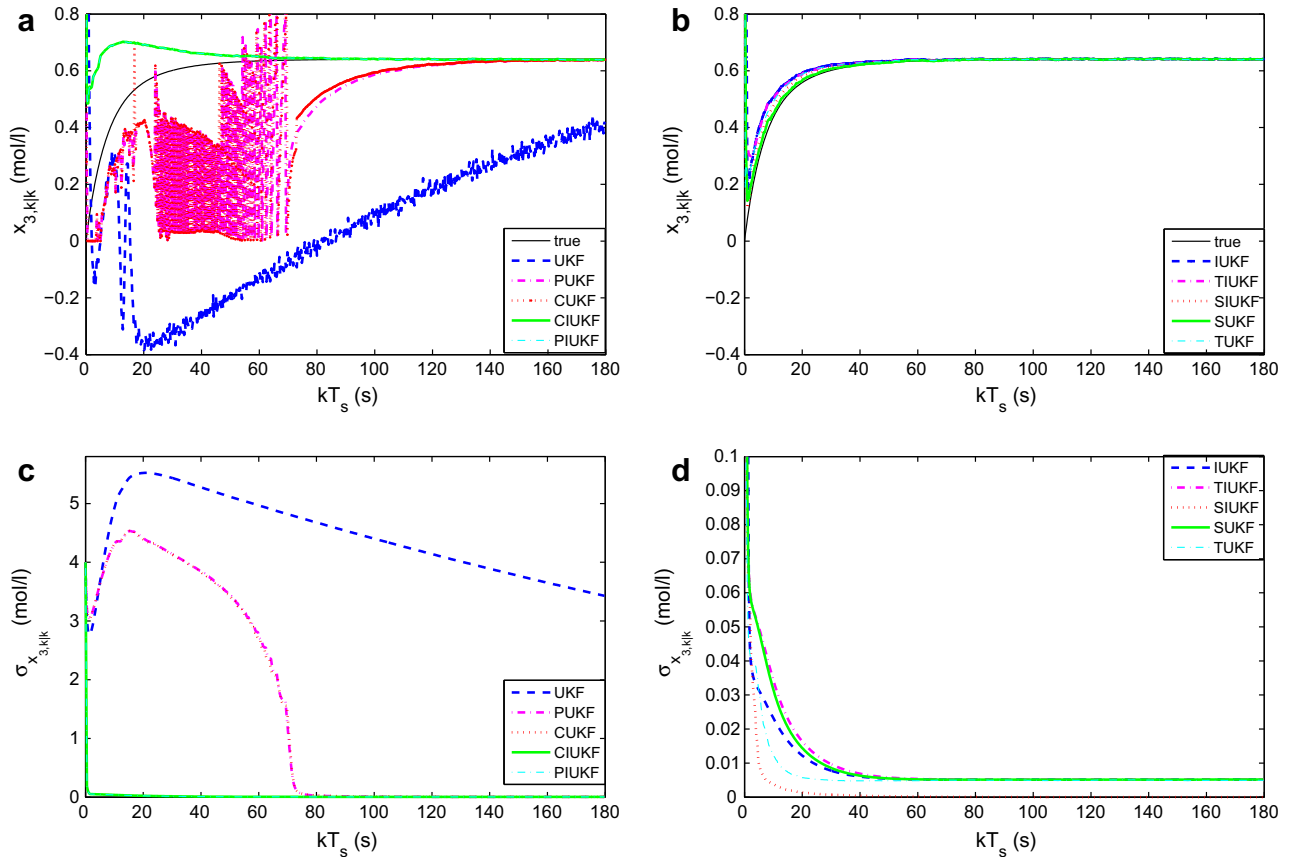 a
0.8
0.6
0.4
0.2
0
−0.2
−0.4
x3,k|k (mol/l)
0 20 40 60 80 100 120 140 160 180
kTs (s)
true
UKF
PUKF
CUKF
CIUKF
PIUKF
b
0.8
0.6
0.4
0.2
0
−0.2
−0.4
x3,k|k (mol/l)
0 20 40 60 80 100 120 140 160 180
kTs (s)
true
IUKF
TIUKF
SIUKF
SUKF
TUKF
c
5
4
3
2
1
0
σx3,k|k (mol/l)
0 20 40 60 80 100 120 140 160 180
kTs (s)
UKF
PUKF
CUKF
CIUKF
PIUKF
d
0.1
0.09
0.08
0.07
0.06
0.05
0.04
0.03
0.02
0.01
0
σx3,k|k (mol/l)
0 20 40 60 80 100 120 140 160 180
kTs (s)
IUKF
TIUKF
SIUKF
SUKF
TUKF